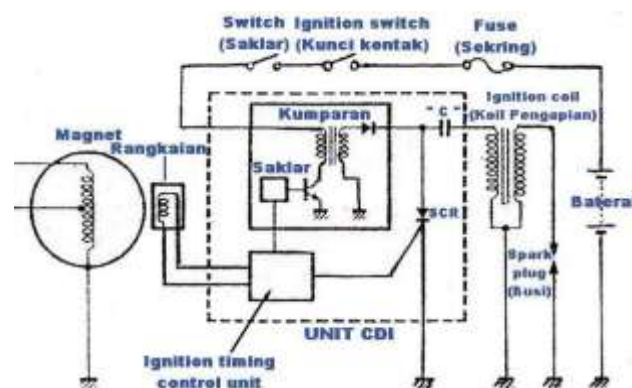 Switch
(Saklar)
Ignition switch
(Kunci kontak)
Fuse
(Sekring)
Magnet
Rangkaian
Kumparan
Saklar
" C "
Ignition coil
(Koil Pengapian)
SCR
Batera
Spark
plug
(Busi)
UNIT CDI
Ignition timing
control unit